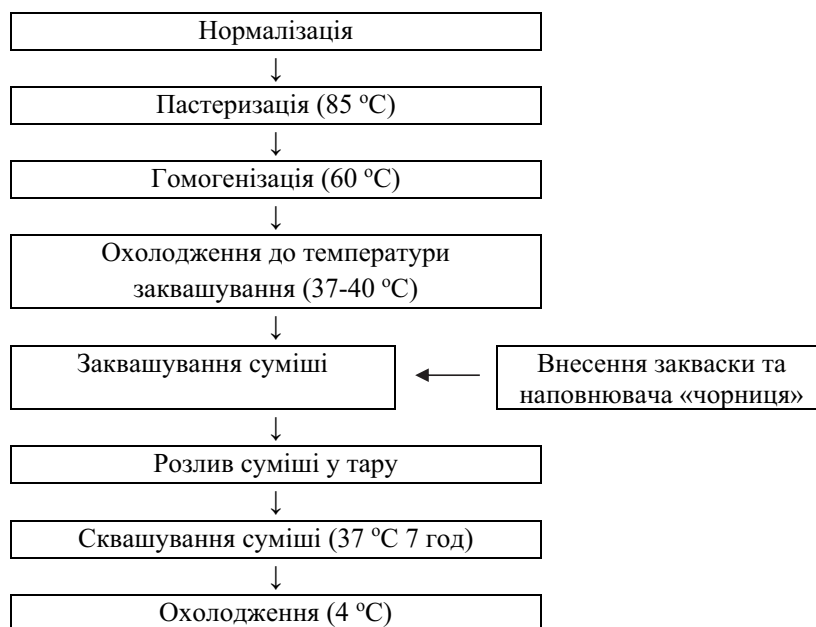 Нормалізація
↓
Пастеризація (85 ºС)
↓
Гомогенізація (60 ºС)
↓
Охолодження до температури
заквашування (37-40 ºС)
↓
Заквашування суміші
Внесення закваски та
наповнювача «чорниця»
↓
Розлив суміші у тару
↓
Сквашування суміші (37 ºС 7 год)
↓
Охолодження (4 ºС)